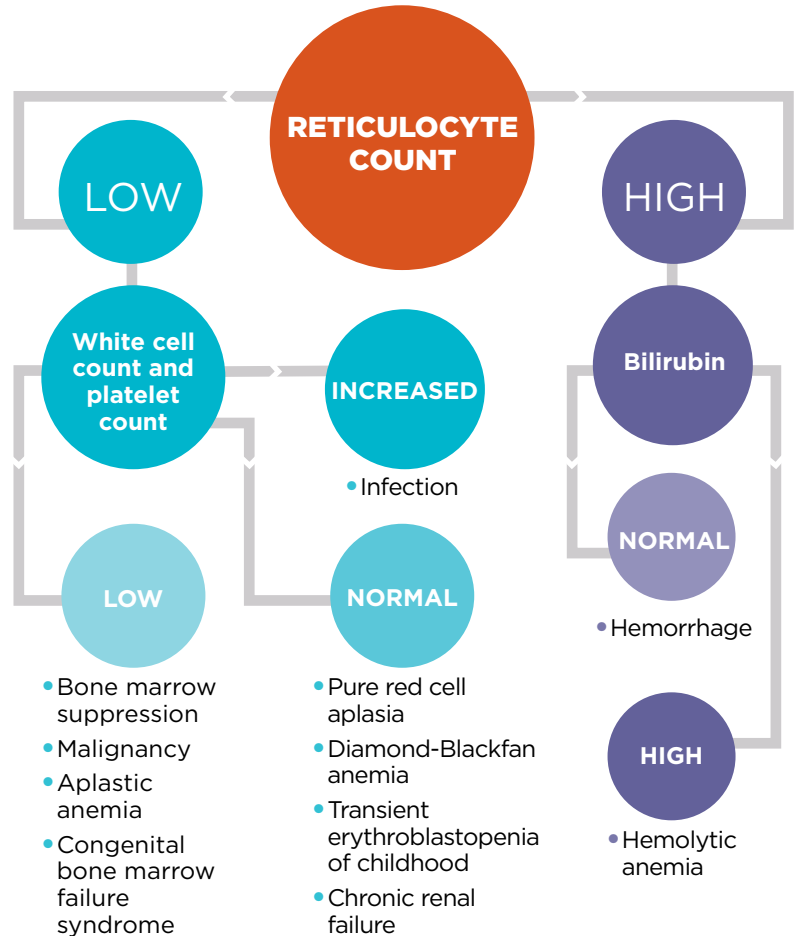 RETICULOCYTE
COUNT
LOW
HIGH
White cell
count and
platelet
count
INCREASED
• Infection
Bilirubin
NORMAL
• Hemorrhage
LOW
• Bone marrow
suppression
• Malignancy
• Aplastic
anemia
• Congenital
bone marrow
failure
syndrome
NORMAL
• Pure red cell
aplasia
• Diamond-Blackfan
anemia
• Transient
erythroblastopenia
of childhood
• Chronic renal
failure
HIGH
• Hemolytic
anemia